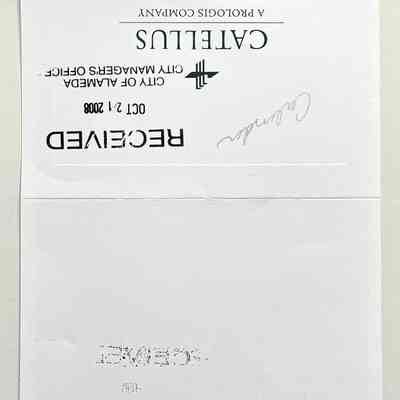 RECEIVED
OCT 21 2008
CITY OF ALAMEDA
CITY MANAGER'S OFFICE
CATELLUS
A PROLOGIS COMPANY